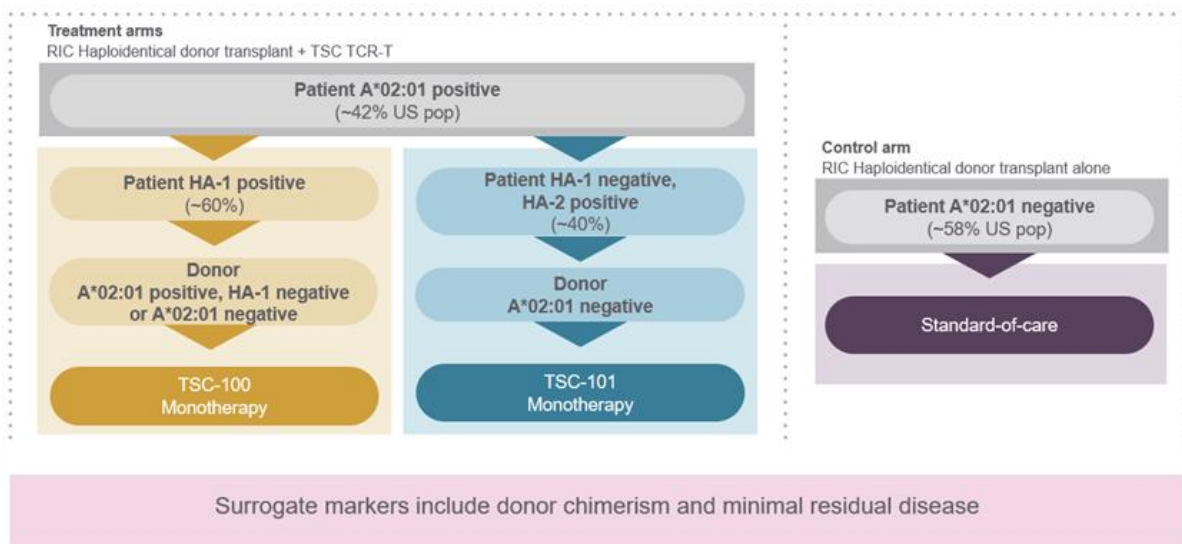 Treatment arms
RIC Haploidentical donor transplant + TSC TCR-T
Patient A*02:01 positive
(~42% US pop)
Patient HA-1 positive
(~60%)
Donor
A*02:01 positive, HA-1 negative
or A*02:01 negative
TSC-100
Monotherapy
Patient HA-1 negative,
HA-2 positive
(~40%)
Donor
A*02:01 negative
TSC-101
Monotherapy
Control arm
RIC Haploidentical donor transplant alone
Patient A*02:01 negative
(~58% US pop)
Standard-of-care
Surrogate markers include donor chimerism and minimal residual disease